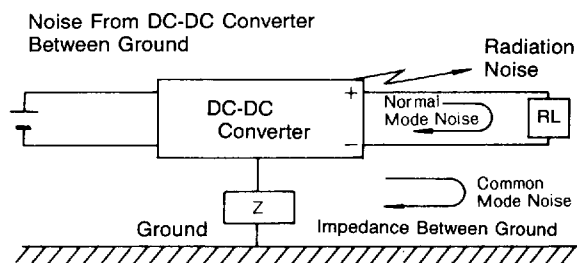 Noise From DC-DC Converter
Between Ground
Radiation
Noise
DC-DC
Converter
+
−
Normal
Mode Noise
RL
Z
Common
Mode Noise
Ground
Impedance Between Ground